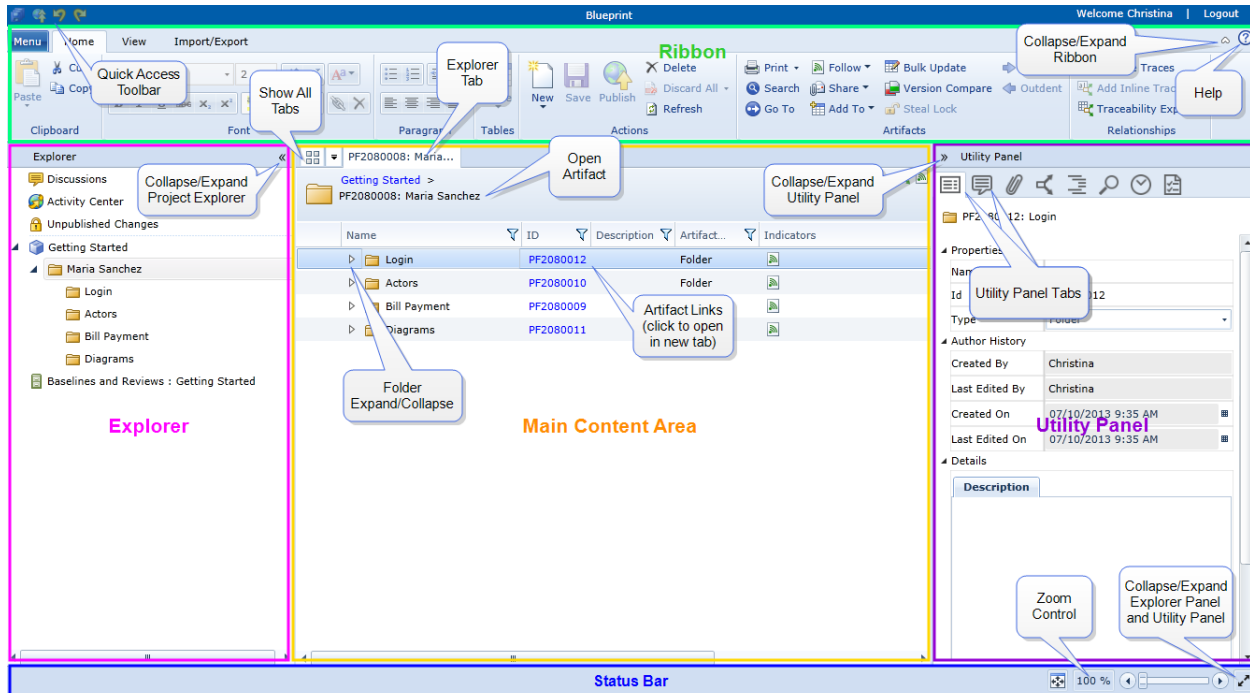 Blueprint
Welcome Christina | Logout
Menu Home View Import/Export
Ribbon
Collapse/Expand
Ribbon
Help
Quick Access
Toolbar
Show All
Tabs
Explorer
Tab
Paste
Clipboard
Font
Paragraph
Tables
New Save Publish
Delete
Discard All
Refresh
Actions
Print Follow Bulk Update
Search Share Version Compare Outdent
Go To Add To Steal Lock
Artifacts
Traces
Add Inline
Traceability
Relationships
Explorer
Collapse/Expand
Project Explorer
Discussions
Activity Center
Unpublished Changes
Getting Started
Maria Sanchez
Login
Actors
Bill Payment
Diagrams
Baselines and Reviews : Getting Started
Explorer
PF2080008: Maria...
Getting Started >
PF2080008: Maria Sanchez
Open
Artifact
Collapse/Expand
Utility Panel
Name ID Description Artifact... Indicators
Login PF2080012 Folder
Actors PF2080010 Folder
Bill Payment PF2080009
Diagrams PF2080011
Artifact Links
(click to open
in new tab)
Folder
Expand/Collapse
Main Content Area
Utility Panel
Login
Properties
Id
Type
Utility Panel Tabs
Author History
Created By Christina
Last Edited By Christina
Created On 07/10/2013 9:35 AM
Utility Panel
Last Edited On 07/10/2013 9:35 AM
Details
Description
Zoom
Control
Collapse/Expand
Explorer Panel
and Utility Panel
Status Bar
100 %